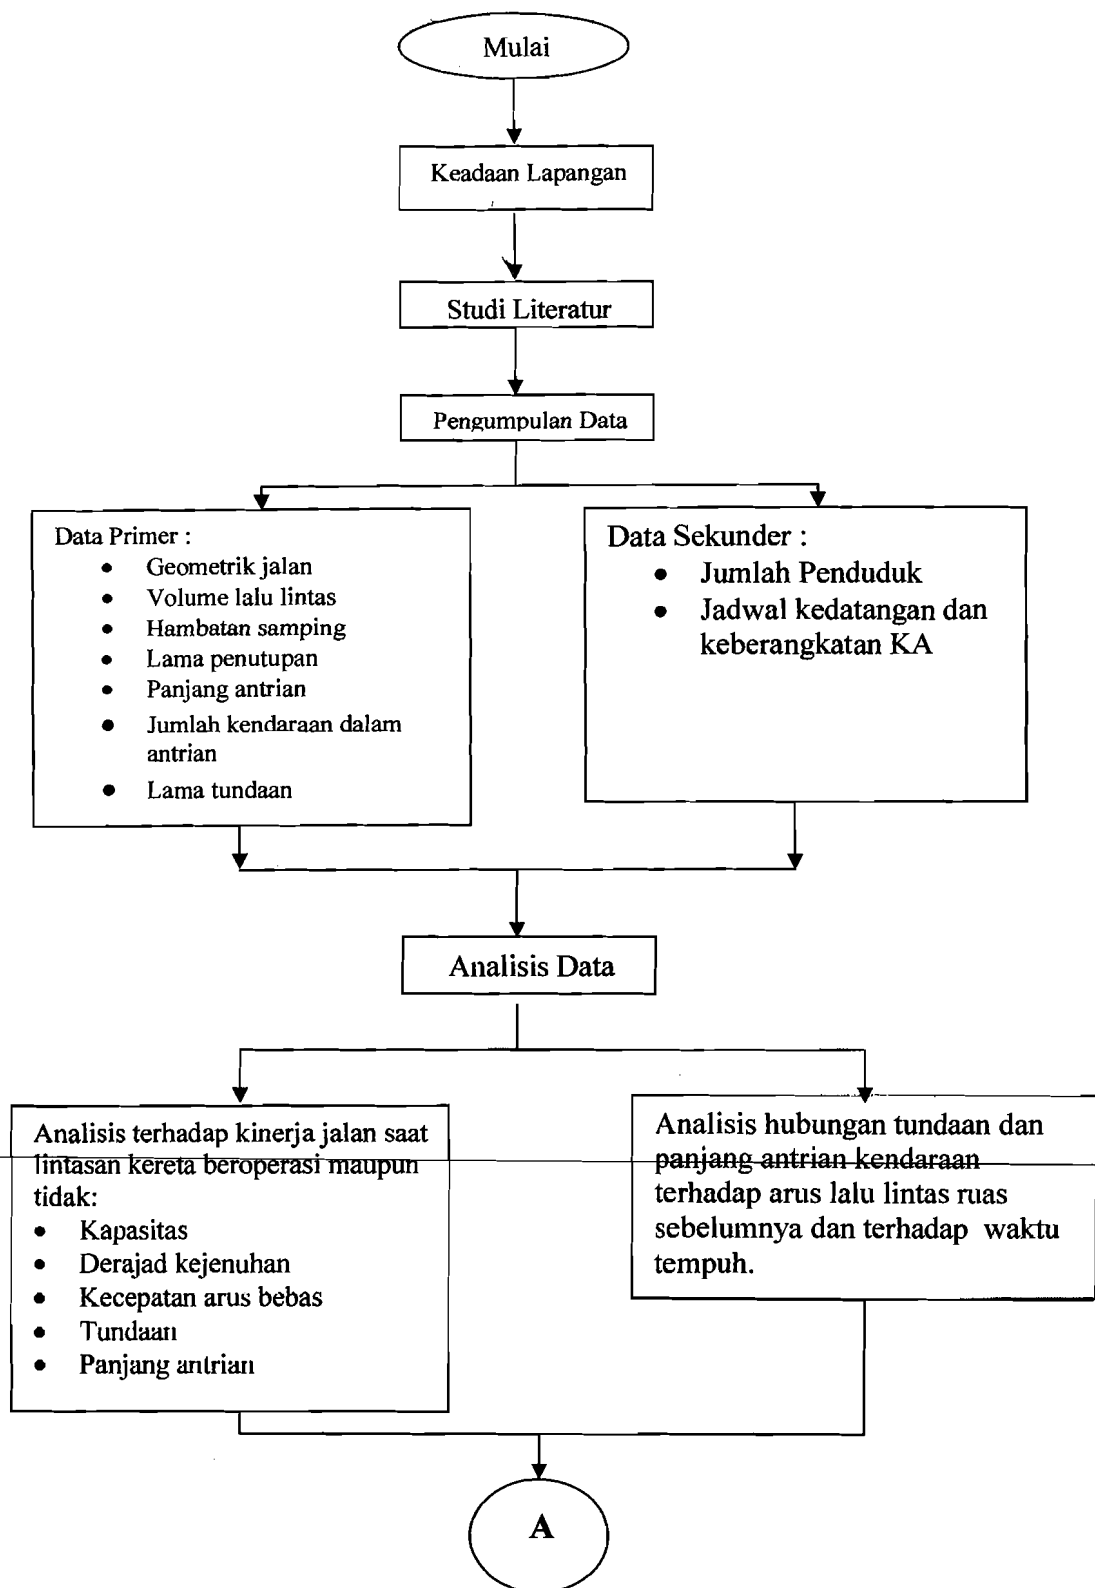 Mulai
Keadaan Lapangan
Studi Literatur
Pengumpulan Data
Data Primer :
• Geometrik jalan
• Volume lalu lintas
• Hambatan samping
• Lama penutupan
• Panjang antrian
• Jumlah kendaraan dalam
antrian
• Lama tundaan
Data Sekunder :
• Jumlah Penduduk
• Jadwal kedatangan dan
keberangkatan KA
Analisis Data
Analisis terhadap kinerja jalan saat
lintasan kereta beroperasi maupun
tidak:
• Kapasitas
• Derajad kejenuhan
• Kecepatan arus bebas
• Tundaan
• Panjang antrian
Analisis hubungan tundaan dan
panjang antrian kendaraan
terhadap arus lalu lintas ruas
sebelumnya dan terhadap waktu
tempuh.
A